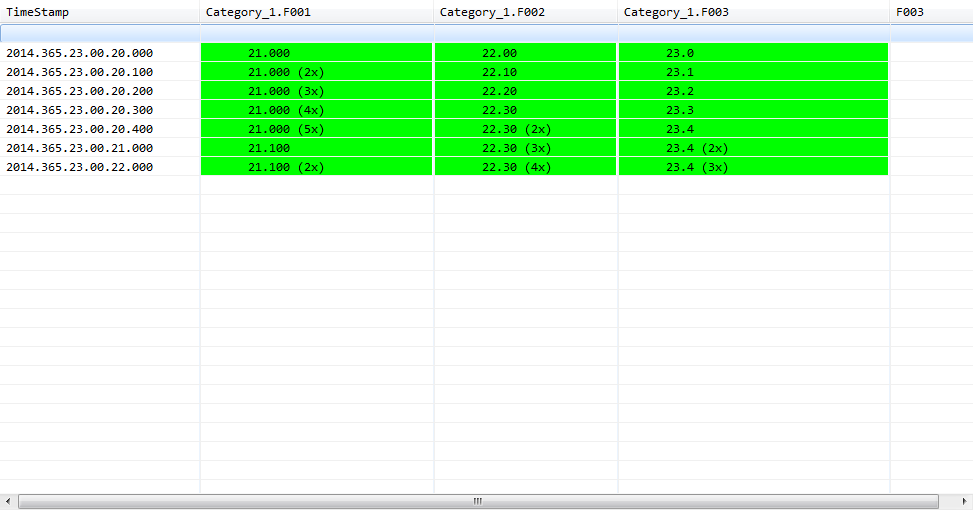 TimeStamp Category_1.F001 Category_1.F002 Category_1.F003 F003
2014.365.23.00.20.000 21.000 22.00 23.0
2014.365.23.00.20.100 21.000 (2x) 22.10 23.1
2014.365.23.00.20.200 21.000 (3x) 22.20 23.2
2014.365.23.00.20.300 21.000 (4x) 22.30 23.3
2014.365.23.00.20.400 21.000 (5x) 22.30 (2x) 23.4
2014.365.23.00.21.000 21.100 22.30 (3x) 23.4 (2x)
2014.365.23.00.22.000 21.100 (2x) 22.30 (4x) 23.4 (3x)